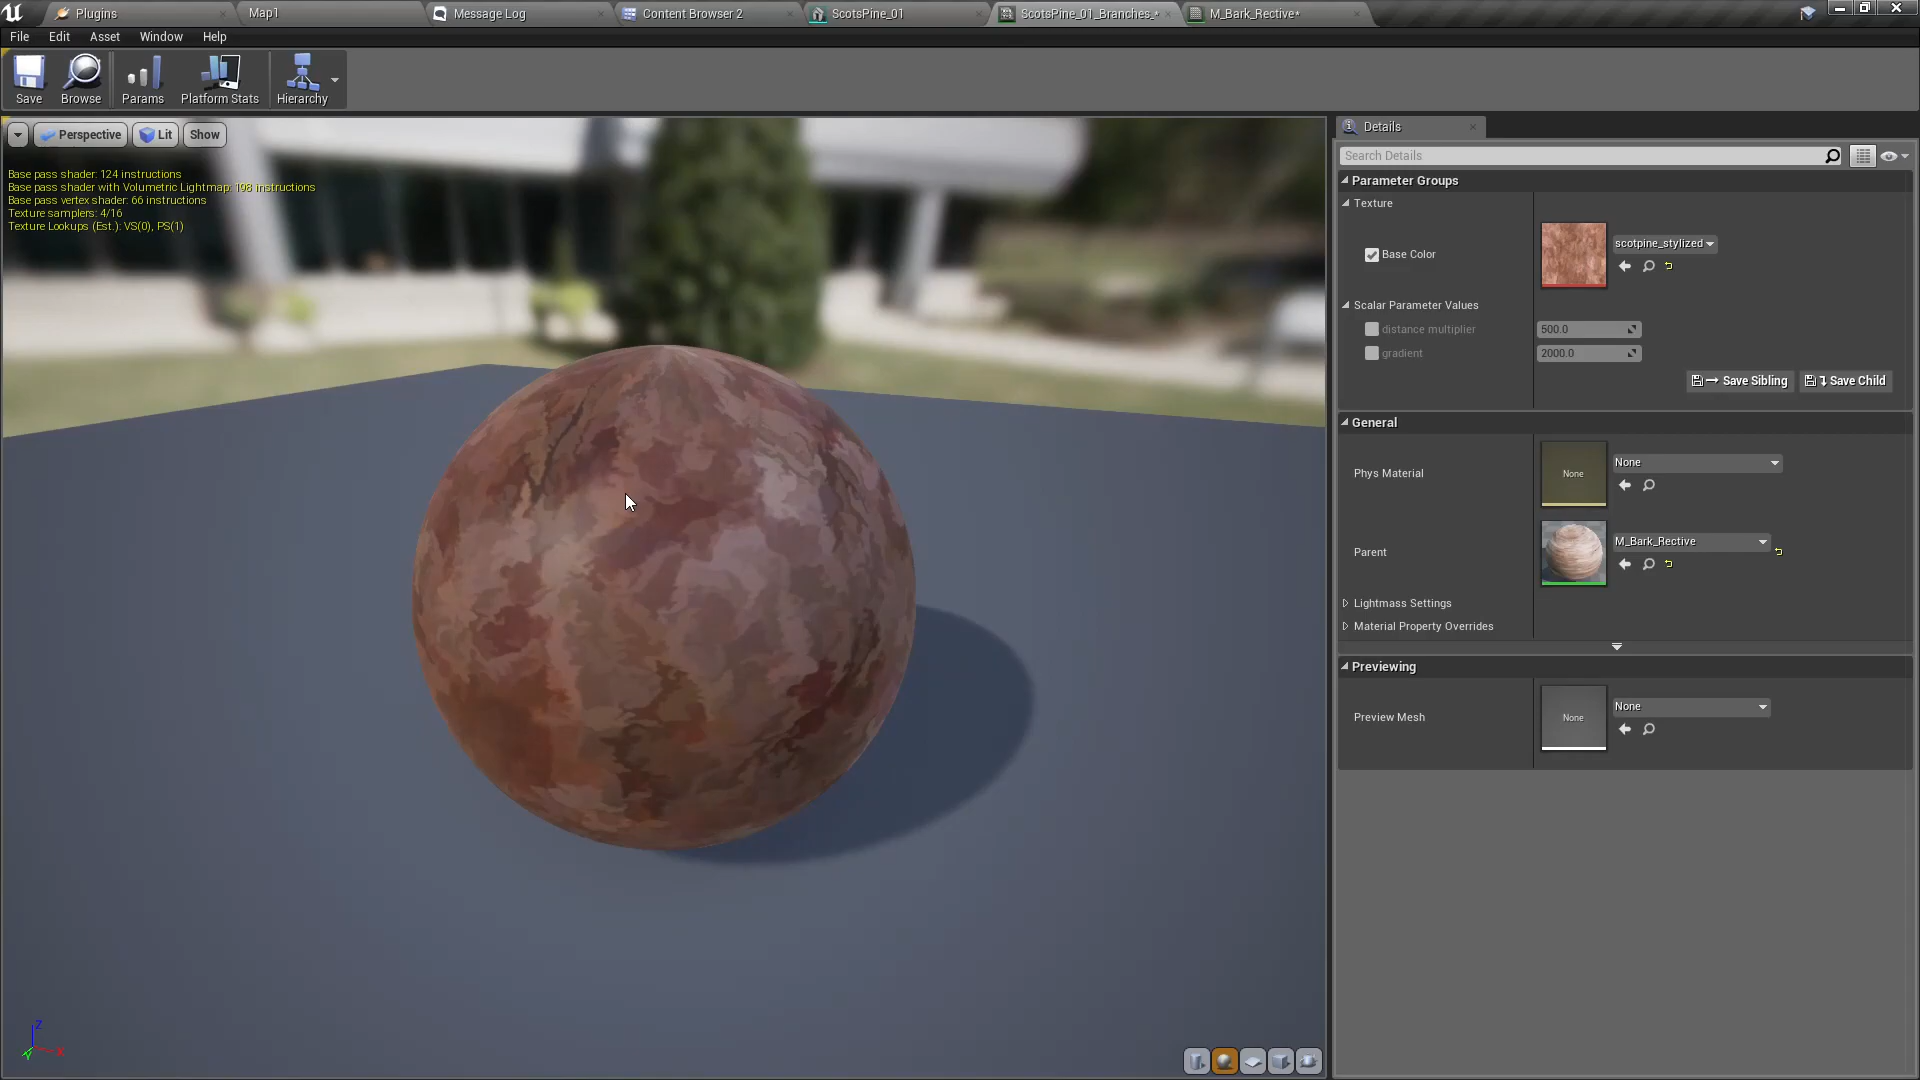 Plugins
Map1
Message Log
Content Browser 2
ScotsPine_01
ScotsPine_01_Branches_*
M_Bark_Rective*
File Edit Asset Window Help
Save
Browse
Params
Platform Stats
Hierarchy
Perspective
Lit
Show
Base pass shader: 124 instructions
Base pass shader with Volumetric Lightmap: 198 instructions
Base pass vertex shader: 66 instructions
Texture samplers: 4/16
Texture Lookups (Est.): VS(0), PS(1)
Z
X
Y
Details
Search Details
Parameter Groups
Texture
Base Color
scotpine_stylized
Scalar Parameter Values
distance multiplier 500.0
gradient 2000.0
Save Sibling
Save Child
General
Phys Material
None
None
Parent
M_Bark_Rective
Lightmass Settings
Material Property Overrides
Previewing
Preview Mesh
None
None